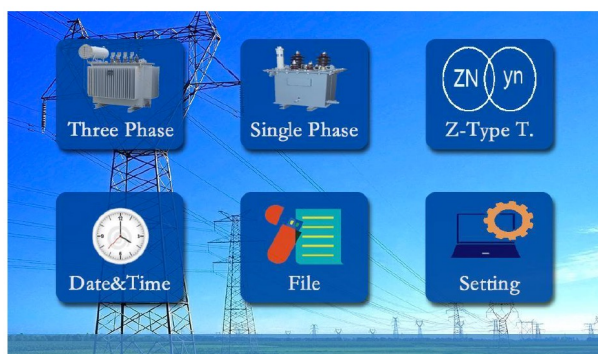 Three Phase
Single Phase
ZN yn
Z-Type T.
Date&Time
File
Setting